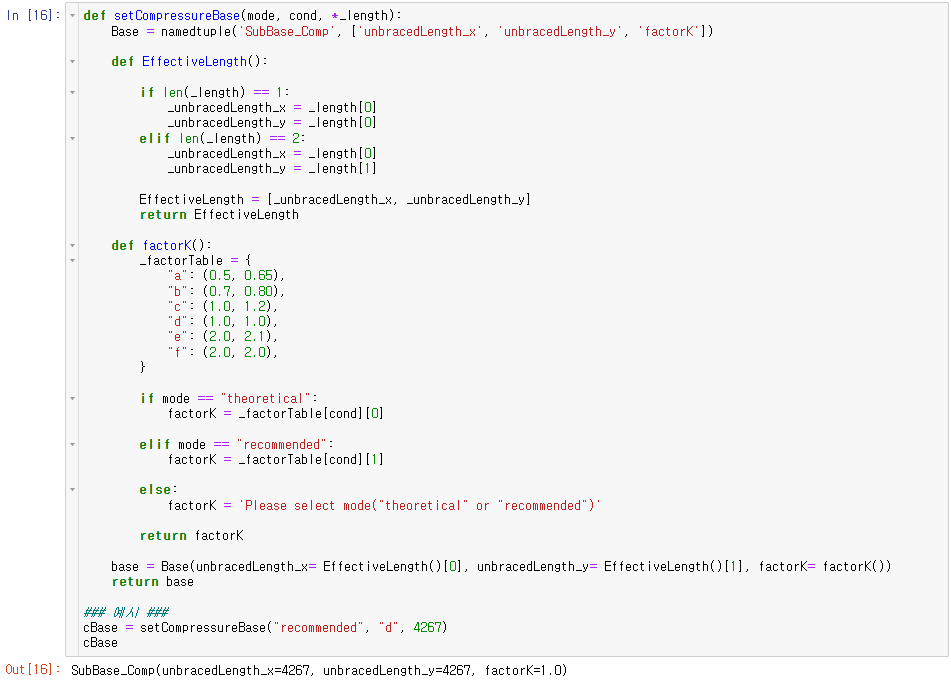 In [16]:
def setCompressureBase(mode, cond, *_length):
    Base = namedtuple('SubBase_Comp', ['unbracedLength_x', 'unbracedLength_y', 'factorK'])

    def EffectiveLength():

        if len(_length) == 1:
            _unbracedLength_x = _length[0]
            _unbracedLength_y = _length[0]
        elif len(_length) == 2:
            _unbracedLength_x = _length[0]
            _unbracedLength_y = _length[1]

        EffectiveLength = [_unbracedLength_x, _unbracedLength_y]
        return EffectiveLength

    def factorK():
        _factorTable = {
            "a": (0.5, 0.65),
            "b": (0.7, 0.80),
            "c": (1.0, 1.2),
            "d": (1.0, 1.0),
            "e": (2.0, 2.1),
            "f": (2.0, 2.0),
        }

        if mode == "theoretical":
            factorK = _factorTable[cond][0]

        elif mode == "recommended":
            factorK = _factorTable[cond][1]

        else:
            factorK = 'Please select mode("theoretical" or "recommended")'

        return factorK

    base = Base(unbracedLength_x= EffectiveLength()[0], unbracedLength_y= EffectiveLength()[1], factorK= factorK())
    return base

### 예시 ###
cBase = setCompressureBase("recommended", "d", 4267)
cBase
Out[16]: SubBase_Comp(unbracedLength_x=4267, unbracedLength_y=4267, factorK=1.0)